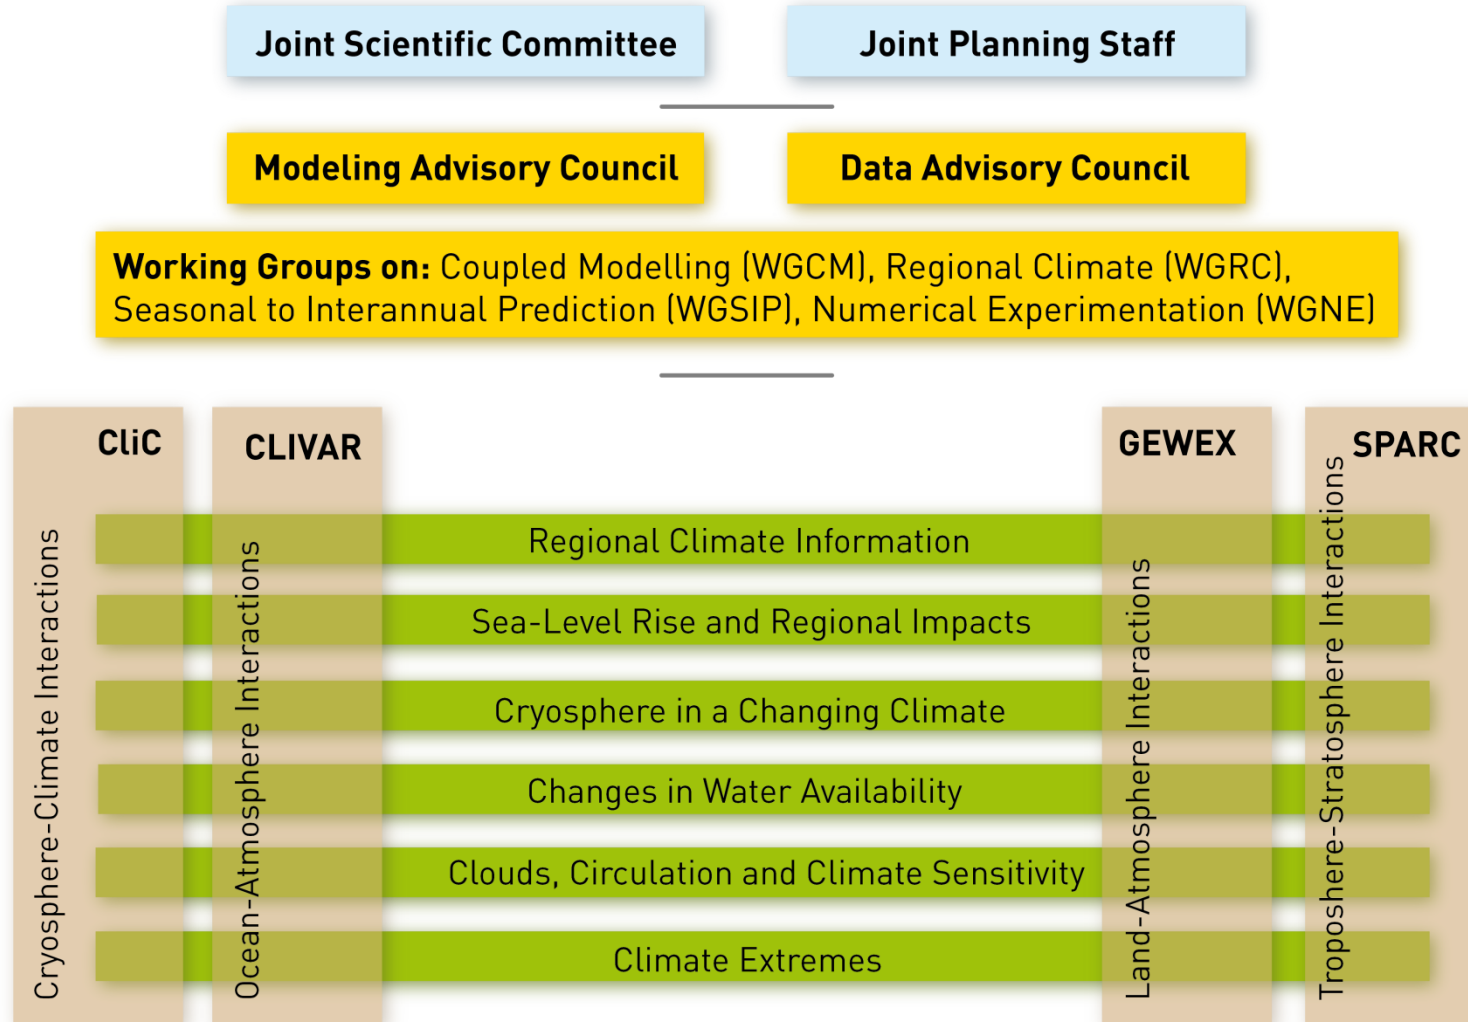 Joint Scientific Committee
Joint Planning Staff
Modeling Advisory Council
Data Advisory Council
Working Groups on: Coupled Modelling (WGCM), Regional Climate (WGRC),
Seasonal to Interannual Prediction (WGSIP), Numerical Experimentation (WGNE)
CliC
CLIVAR
GEWEX
SPARC
Cryosphere-Climate Interactions
Ocean-Atmosphere Interactions
Regional Climate Information
Sea-Level Rise and Regional Impacts
Cryosphere in a Changing Climate
Changes in Water Availability
Clouds, Circulation and Climate Sensitivity
Climate Extremes
Land-Atmosphere Interactions
Troposhere-Stratosphere Interactions